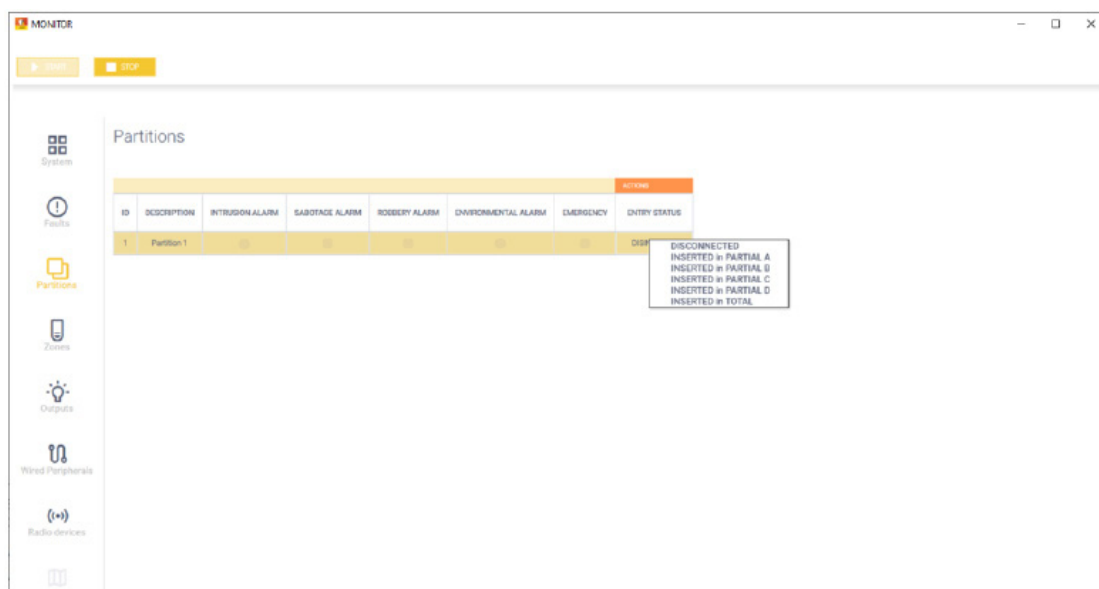 MONITOR
START
STOP
System
Faults
Partitions
Zones
Outputs
Wired Peripherals
Radio devices
Partitions
ACTIONS
ID DESCRIPTION INTRUSION ALARM SABOTAGE ALARM ROBBERY ALARM ENVIRONMENTAL ALARM EMERGENCY ENTRY STATUS
1 Partition 1
DISCONNECTED
INSERTED in PARTIAL A
INSERTED in PARTIAL B
INSERTED in PARTIAL C
INSERTED in PARTIAL D
INSERTED in TOTAL